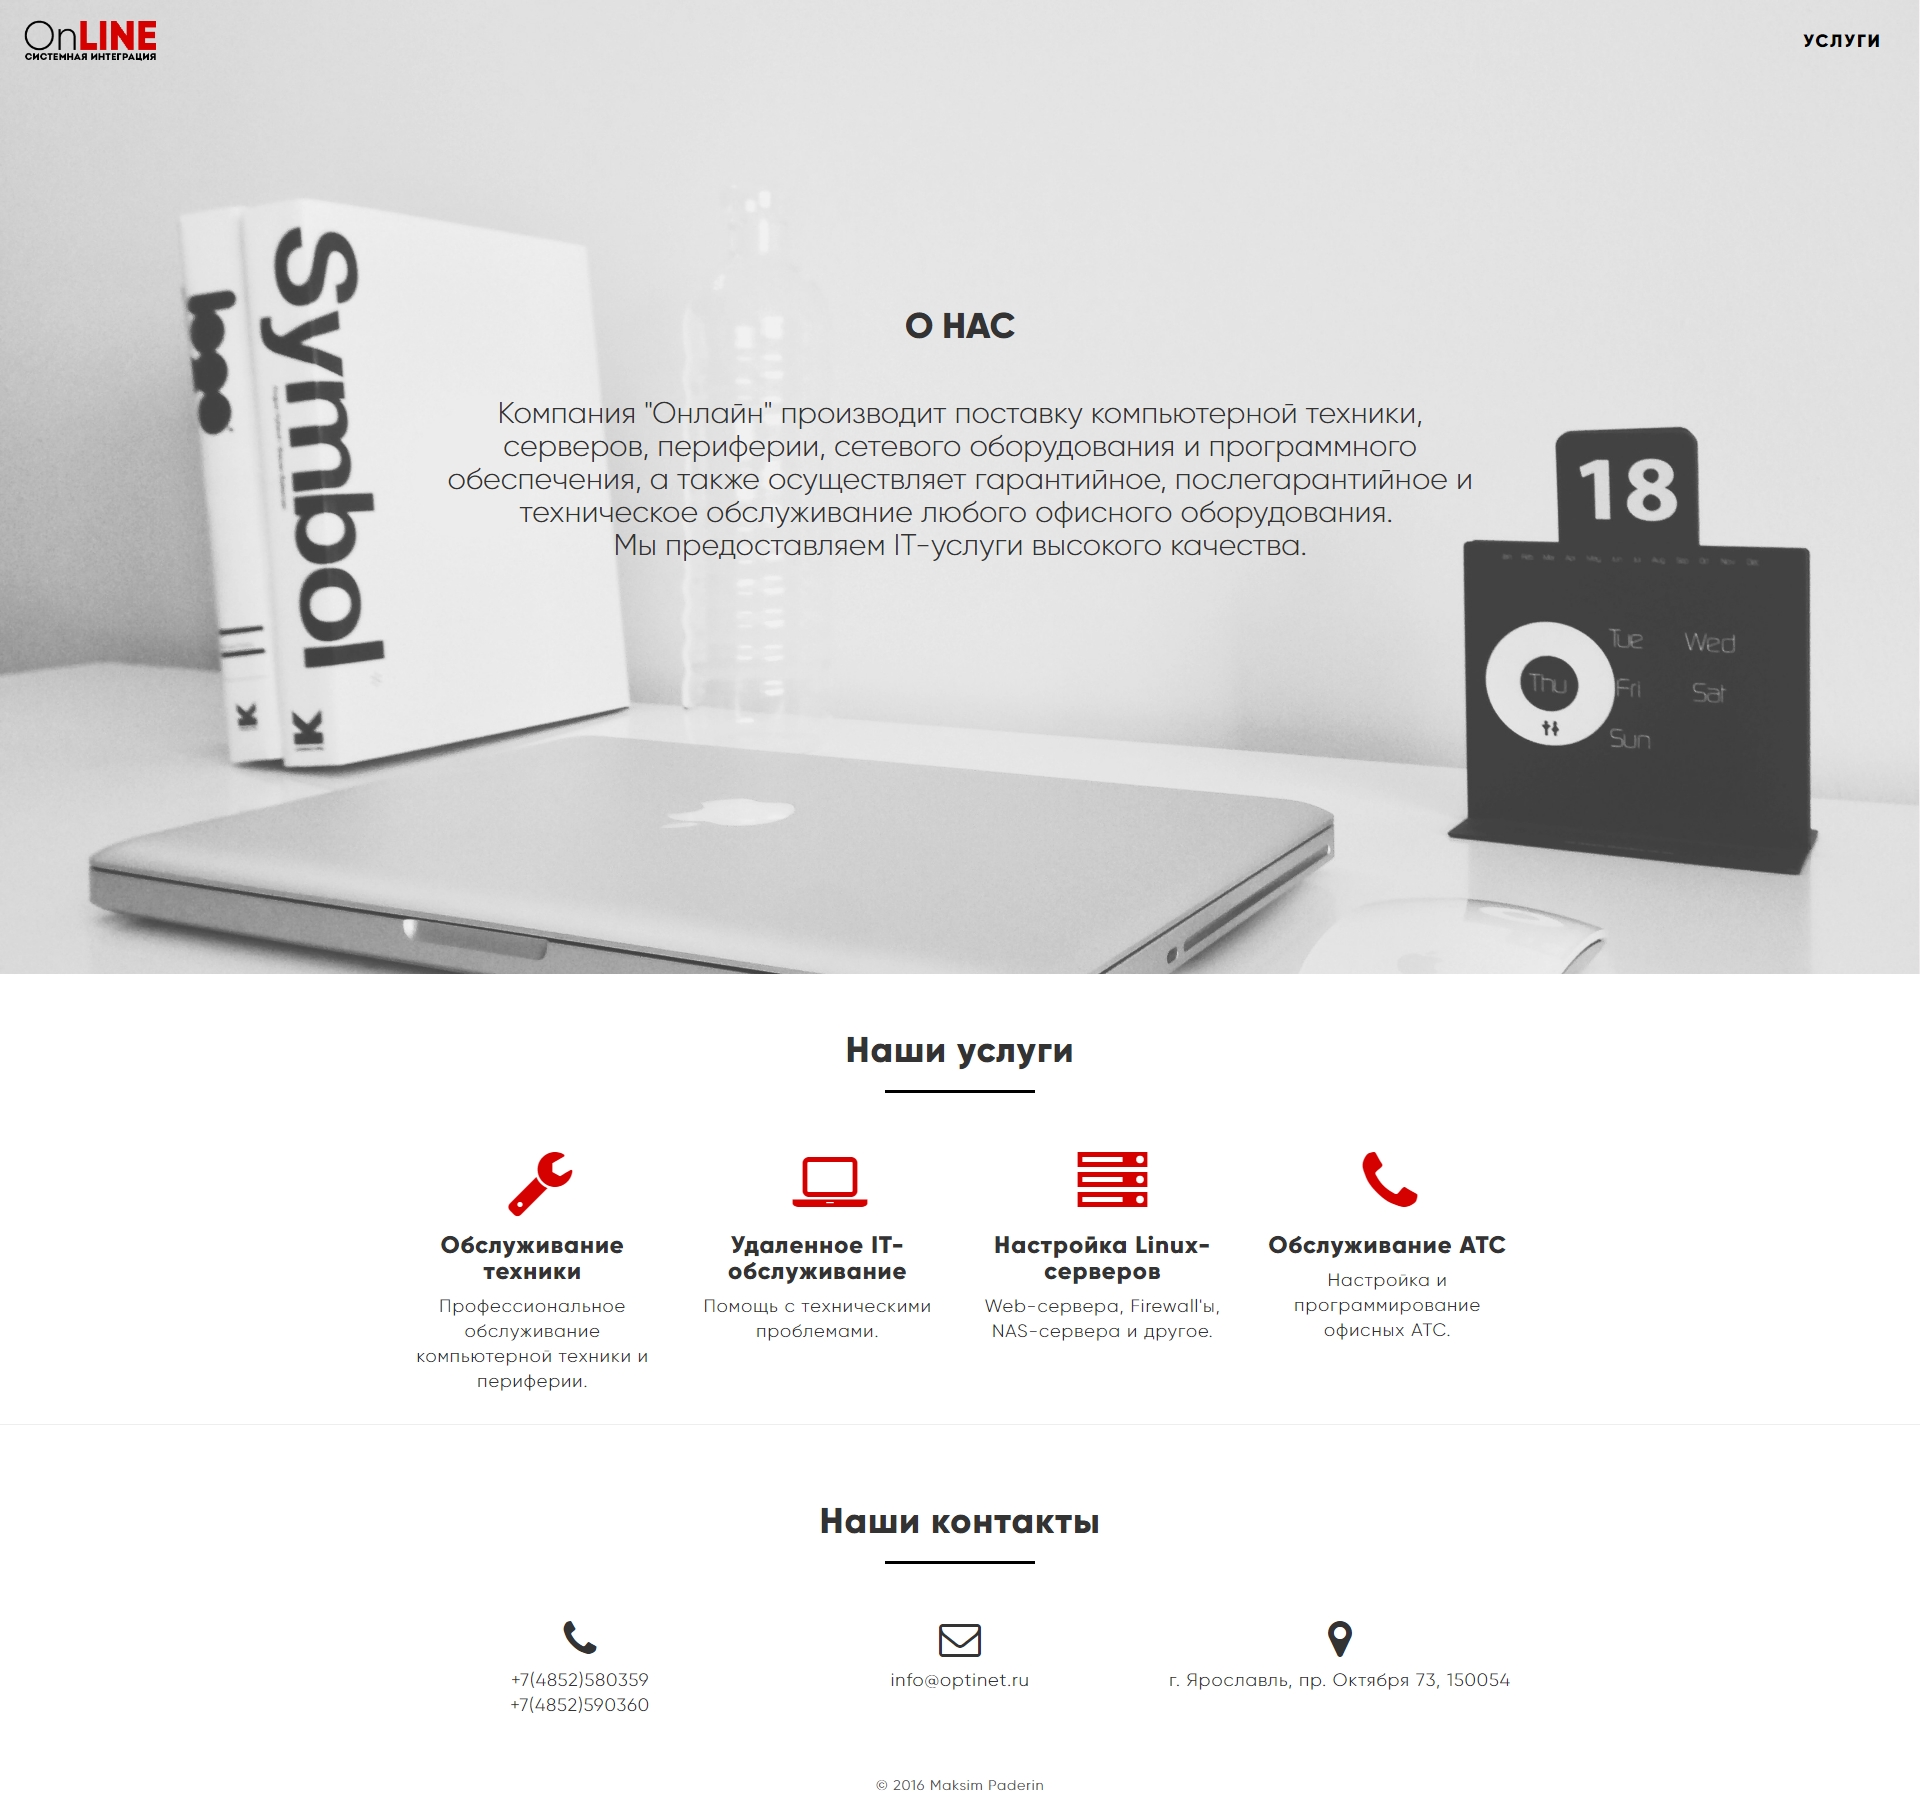 OnLINE
СИСТЕМНАЯ ИНТЕГРАЦИЯ
УСЛУГИ
Symbol
K
K
О НАС
Компания "Онлайн" производит поставку компьютерной техники,
серверов, периферии, сетевого оборудования и программного
обеспечения, а также осуществляет гарантийное, послегарантийное и
техническое обслуживание любого офисного оборудования.
Мы предоставляем IT-услуги высокого качества.
18
Tue Wed
Thu Fri Sat
Sun
Наши услуги
Обслуживание
техники
Профессиональное
обслуживание
компьютерной техники и
периферии.
Удаленное IT-
обслуживание
Помощь с техническими
проблемами.
Настройка Linux-
серверов
Web-сервера, Firewall'ы,
NAS-сервера и другое.
Обслуживание АТС
Настройка и
программирование
офисных АТС.
Наши контакты
+7(4852)580359
+7(4852)590360
info@optinet.ru
г. Ярославль, пр. Октября 73, 150054
© 2016 Maksim Paderin